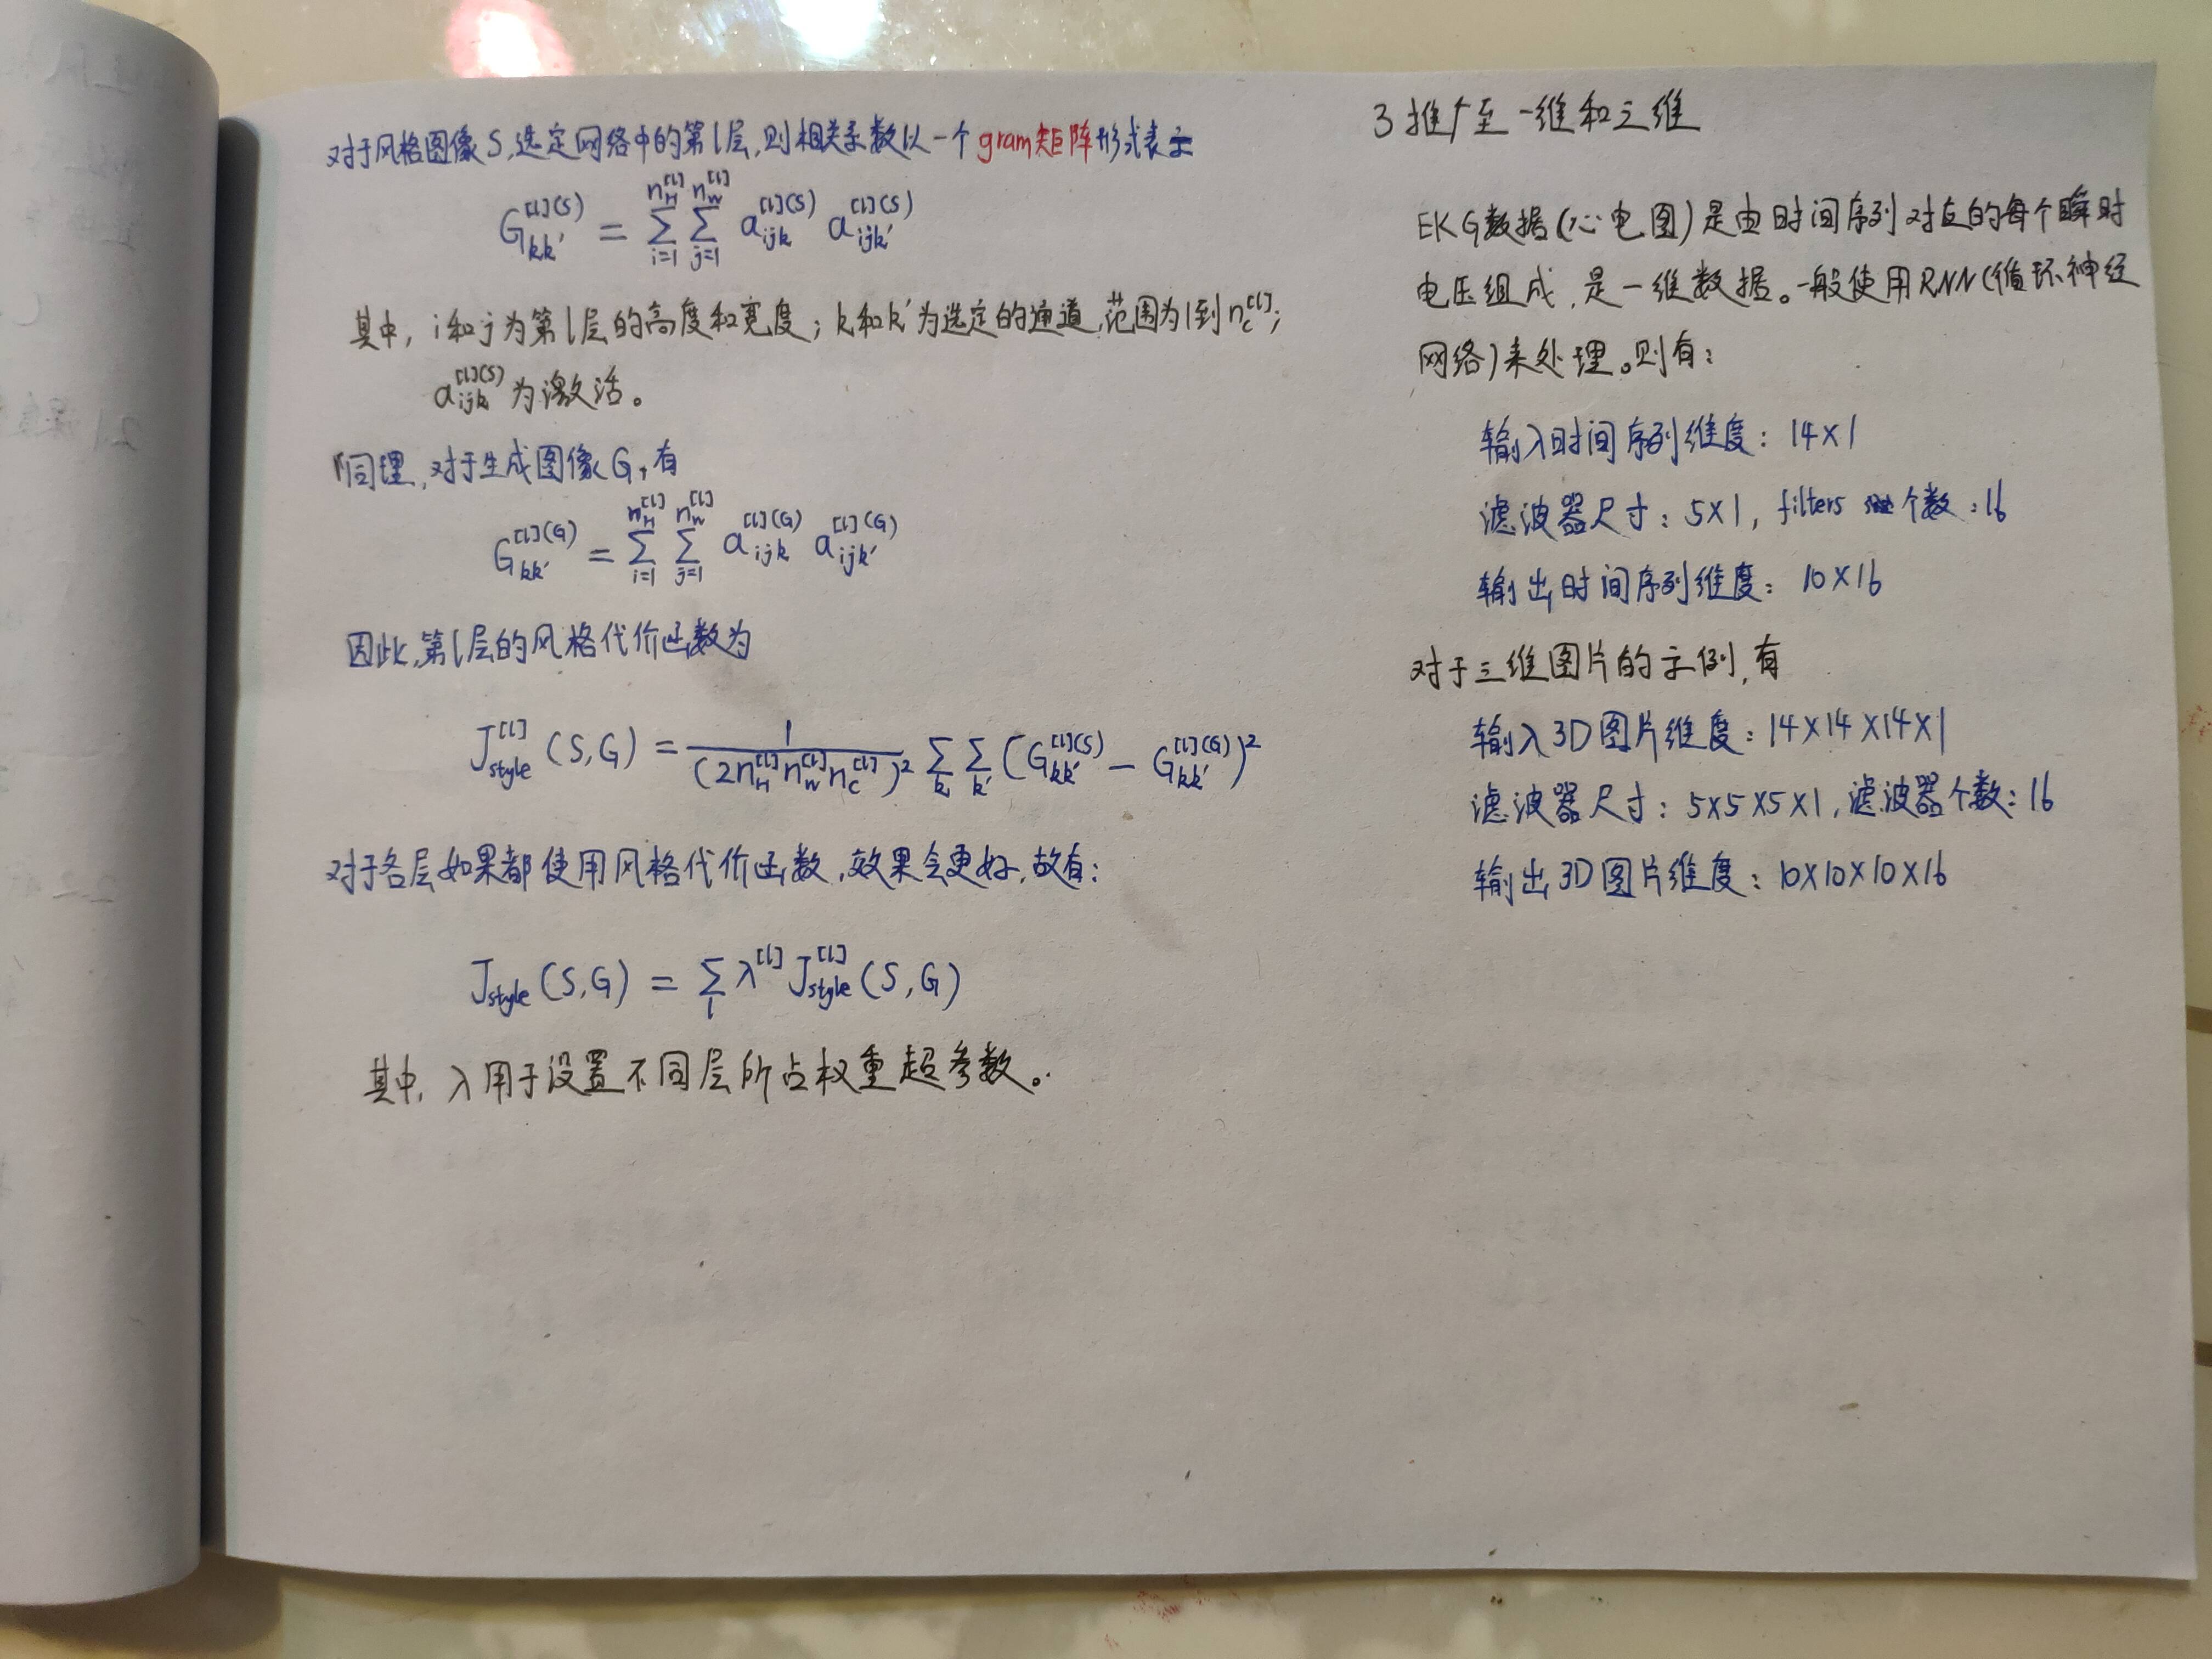 对于风格图像S,选定网络中的第l层,则相关系数以一个gram矩阵形式表示
G_{kk'}^{[l](S)} = \sum_{i=1}^{n_H^{[l]}} \sum_{j=1}^{n_W^{[l]}} a_{ijk}^{[l](S)} a_{ijk'}^{[l](S)}
其中, i和j为第l层的高度和宽度; k和k'为选定的通道,范围为1到n_c^{[l]};
a_{ijk}^{[l](S)}为激活。
同理,对于生成图像G,有
G_{kk'}^{[l](G)} = \sum_{i=1}^{n_H^{[l]}} \sum_{j=1}^{n_W^{[l]}} a_{ijk}^{[l](G)} a_{ijk'}^{[l](G)}
因此,第l层的风格代价函数为
J_{style}^{[l]}(S,G) = \frac{1}{(2n_H^{[l]}n_W^{[l]}n_c^{[l]})^2} \sum_k \sum_{k'} (G_{kk'}^{[l](S)} - G_{kk'}^{[l](G)})^2
对于各层如果都使用风格代价函数,效果会更好,故有:
J_{style}(S,G) = \sum_l λ^{[l]} J_{style}^{[l]}(S,G)
其中, λ用于设置不同层所占权重超参数。
3 推广至一维和三维
EKG数据(心电图)是由时间序列对应的每个瞬时
电压组成,是一维数据。一般使用RNN(循环神经
网络)来处理。则有:
输入时间序列维度: 14×1
滤波器尺寸: 5×1, filters 个数:16
输出时间序列维度: 10×16
对于三维图片的示例,有
输入3D图片维度: 14×14×14×1
滤波器尺寸: 5×5×5×1,滤波器个数: 16
输出3D图片维度: 10×10×10×16